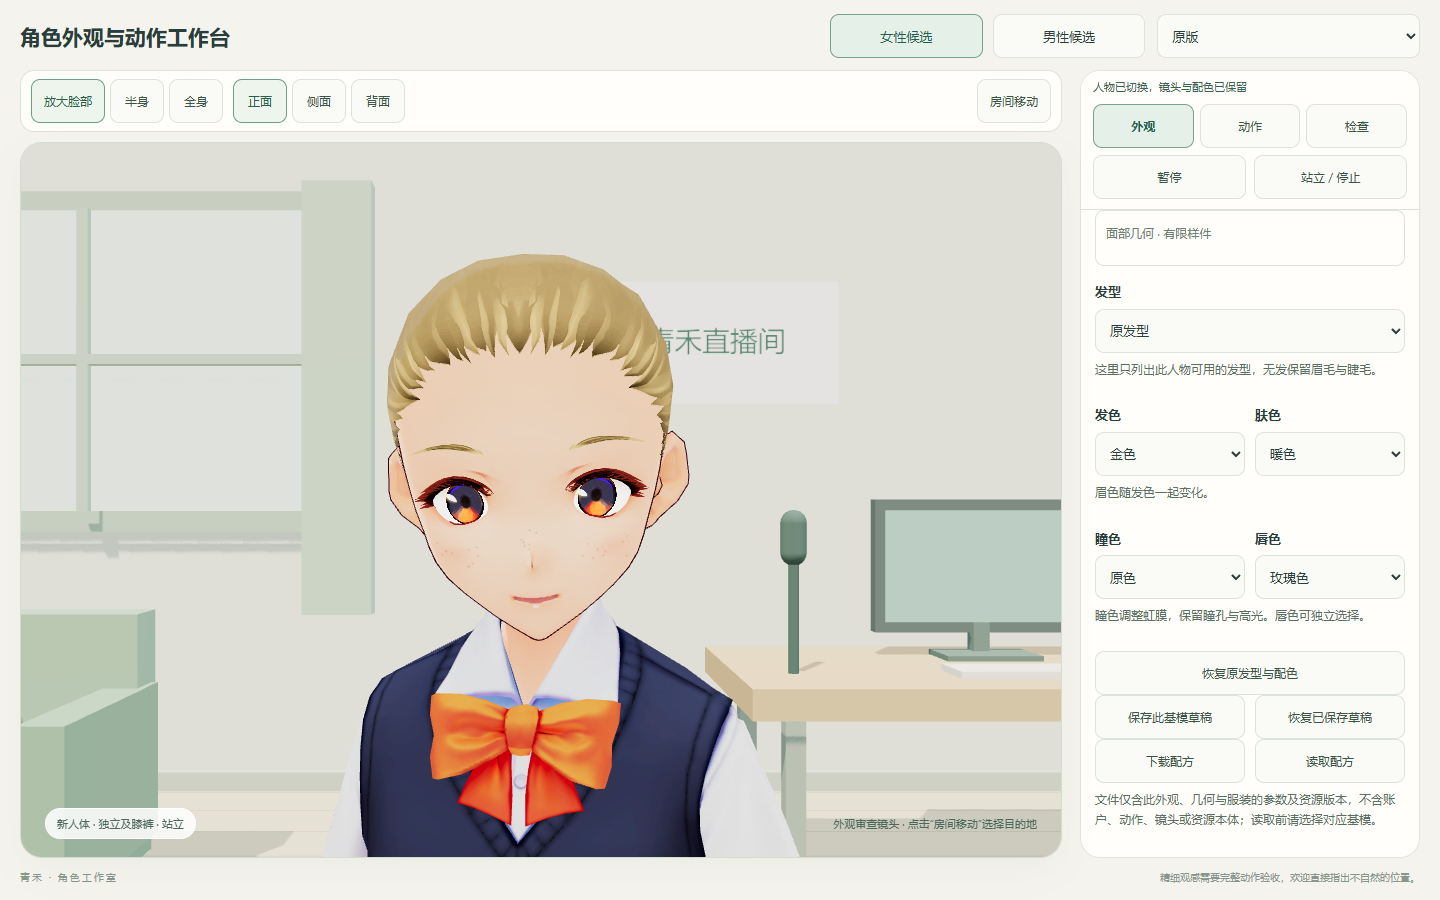 角色外观与动作工作台
女性候选
男性候选
原版
放大脸部
半身
全身
正面
侧面
背面
房间移动
人物已切换，镜头与配色已保留
外观
动作
检查
暂停
站立 / 停止
面部几何 · 有限样件
发型
原发型
这里只列出此人物可用的发型，无发保留眉毛与睫毛。
发色
肤色
金色
暖色
眉色随发色一起变化。
瞳色
唇色
原色
玫瑰色
瞳色调整虹膜，保留瞳孔与高光。唇色可独立选择。
恢复原发型与配色
保存此基模草稿
恢复已保存草稿
下载配方
读取配方
文件仅含此外观、几何与服装的参数及资源版本，不含账
户、动作、镜头或资源本体；读取前请选择对应基模。
青禾直播间
新人体 · 独立及膝裤 · 站立
外观审查镜头 · 点击“房间移动”选择目的地
青禾 · 角色工作室
精细观感需要完整动作验收，欢迎直接指出不自然的位置。